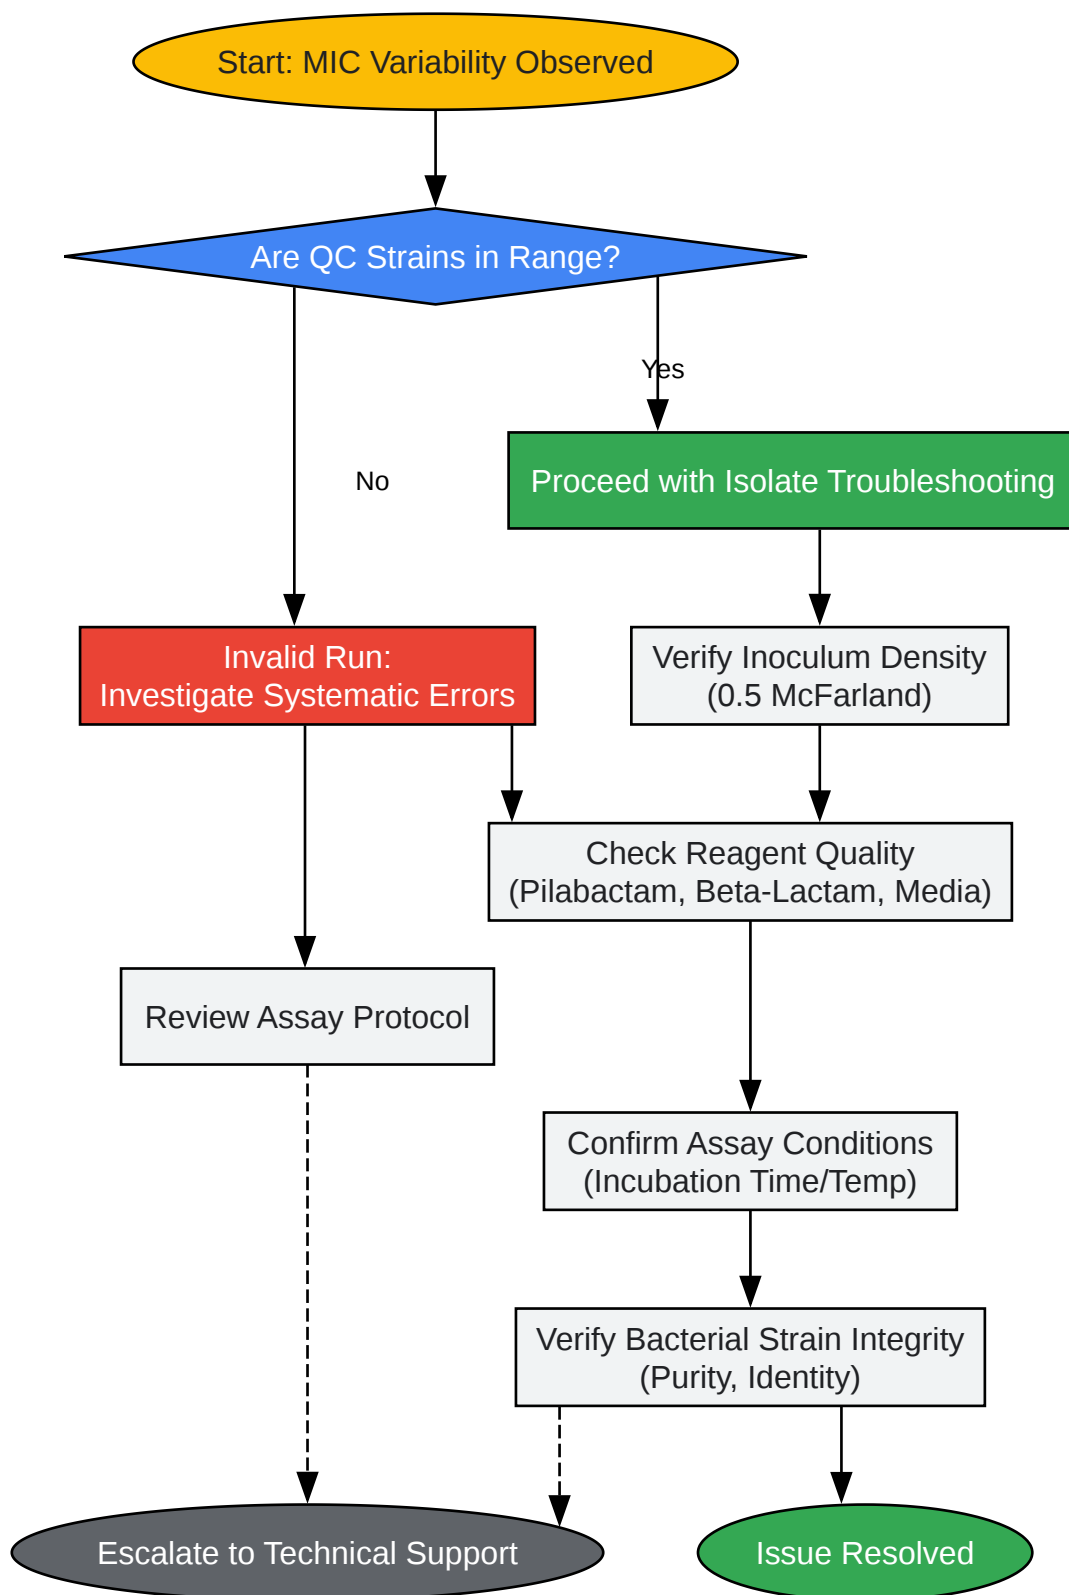 Start: MIC Variability Observed
Are QC Strains in Range?
Yes
No
Proceed with Isolate Troubleshooting
Invalid Run:
Investigate Systematic Errors
Verify Inoculum Density
(0.5 McFarland)
Check Reagent Quality
(Pilabactam, Beta-Lactam, Media)
Review Assay Protocol
Confirm Assay Conditions
(Incubation Time/Temp)
Verify Bacterial Strain Integrity
(Purity, Identity)
Escalate to Technical Support
Issue Resolved